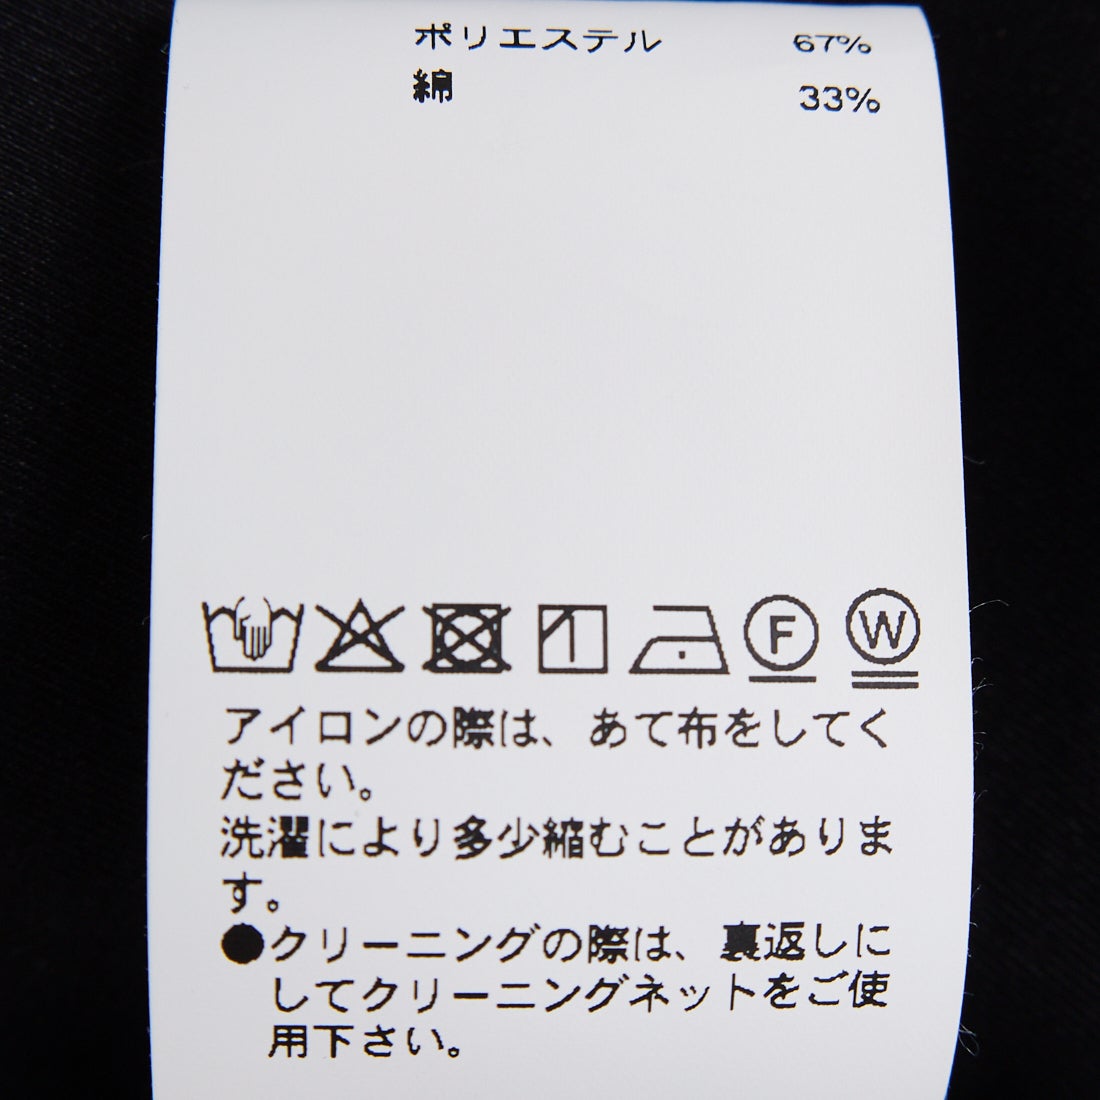 ポリエステル 67%
綿 33%
F W
アイロンの際は、あて布をしてく
ださい。
洗濯により多少縮むことがありま
す。
●クリーニングの際は、裏返しに
してクリーニングネットをご使
用下さい。